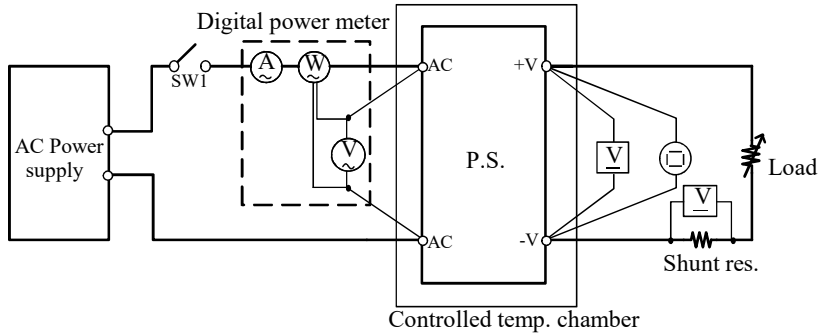 Digital power meter
SW1
A
W
V
AC Power
supply
AC
AC
P.S.
+V
-V
V
V
Load
Shunt res.
Controlled temp. chamber